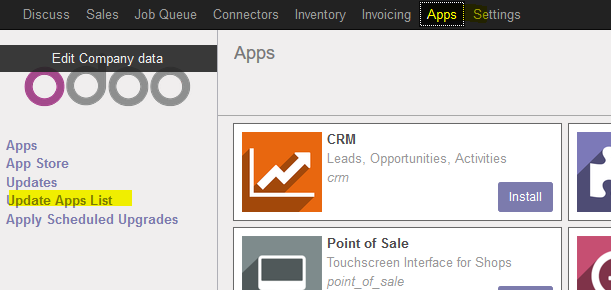 Discuss Sales Job Queue Connectors Inventory Invoicing Apps Settings
Edit Company data
Apps
App Store
Updates
Update Apps List
Apply Scheduled Upgrades
Apps
CRM
Leads, Opportunities, Activities
crm
Install
Point of Sale
Touchscreen Interface for Shops
point_of_sale